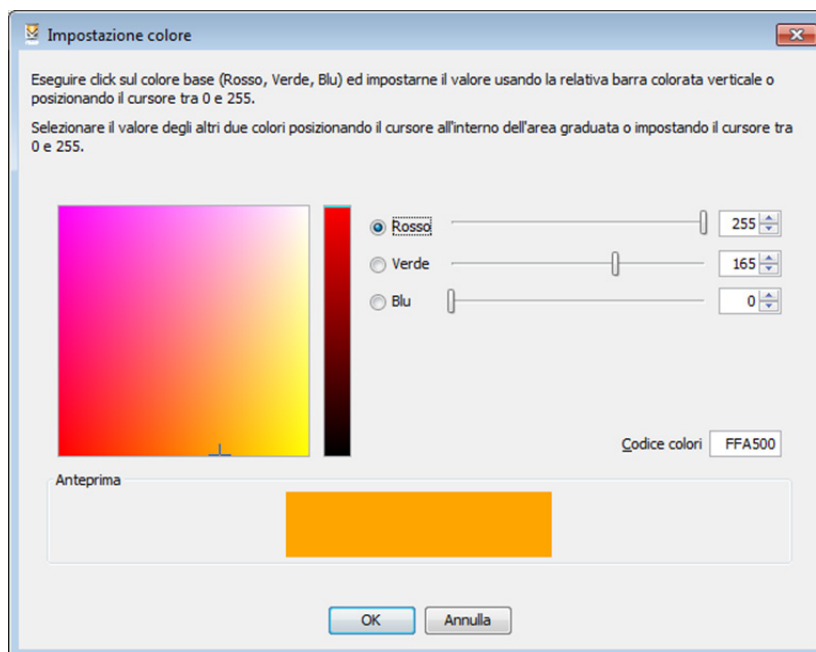 Impostazione colore
Eseguire click sul colore base (Rosso, Verde, Blu) ed impostarne il valore usando la relativa barra colorata verticale o
posizionando il cursore tra 0 e 255.
Selezionare il valore degli altri due colori posizionando il cursore all'interno dell'area graduata o impostando il cursore tra
0 e 255.
Rosso 255
Verde 165
Blu 0
Codice colori FFA500
Anteprima
OK Annulla